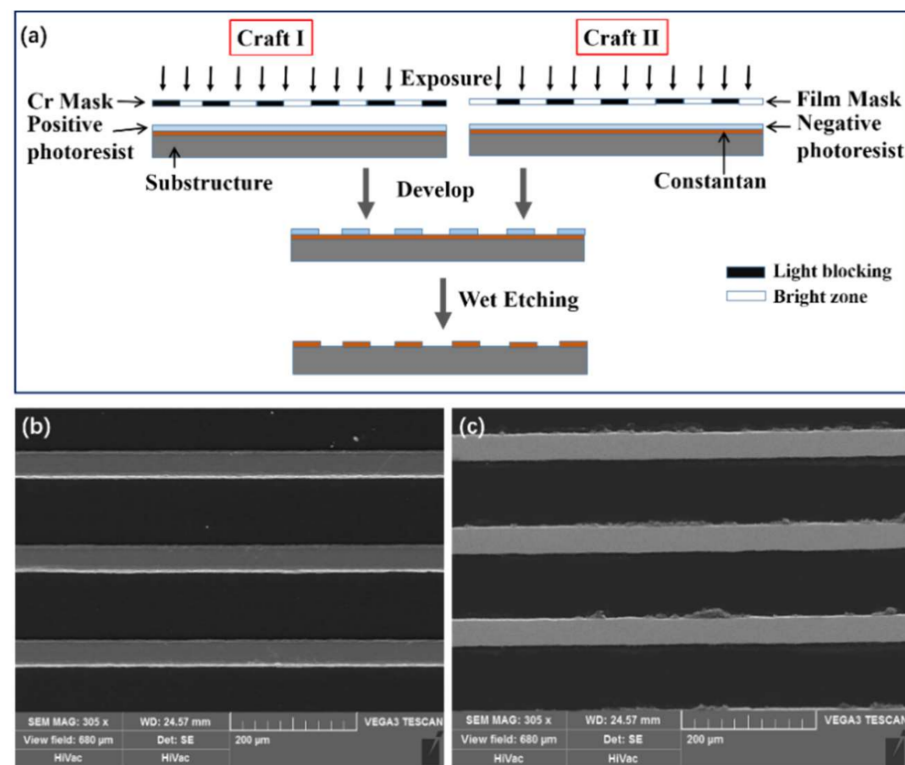 (a)
Craft I
Craft II
Exposure
Cr Mask
Film Mask
Positive
photoresist
Negative
photoresist
Substructure
Constantan
Develop
Light blocking
Bright zone
Wet Etching
(b)
SEM MAG: 305 x
WD: 24.57 mm
VEGA3 TESCAN
View field: 680 µm
Det: SE
200 µm
HiVac
HiVac
(c)
SEM MAG: 305 x
WD: 24.57 mm
VEGA3 TESCAN
View field: 680 µm
Det: SE
200 µm
HiVac
HiVac